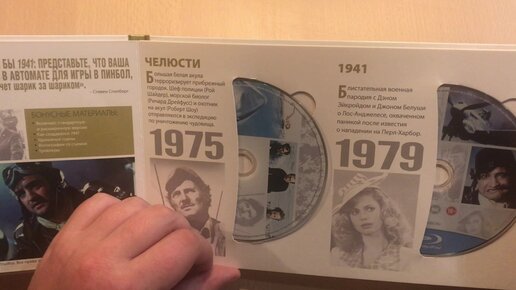 БЫ 1941: ПРЕДСТАВЬТЕ, ЧТО ВАША
В АВТОМАТЕ ДЛЯ ИГРЫ В ПИНБОЛ,
чет шарик за шариком».
– Стивен Спилберг
БОНУСНЫЕ МАТЕРИАЛЫ:
ЧЕЛЮСТИ
Большая белая акула
терроризирует прибрежный
городок. Шеф полиции (Рой
Шайдер), морской биолог
(Ричард Дрейфусс) и охотник
на акул (Роберт Шоу)
отправляются в экспедицию
по уничтожению чудовища.
1975
1941
Блистательная военная
пародия с Дэном
Эйкройдом и Джоном Белуши
о Лос-Анджелесе, охваченном
паникой после известия
о нападении на Перл-Харбор.
1979